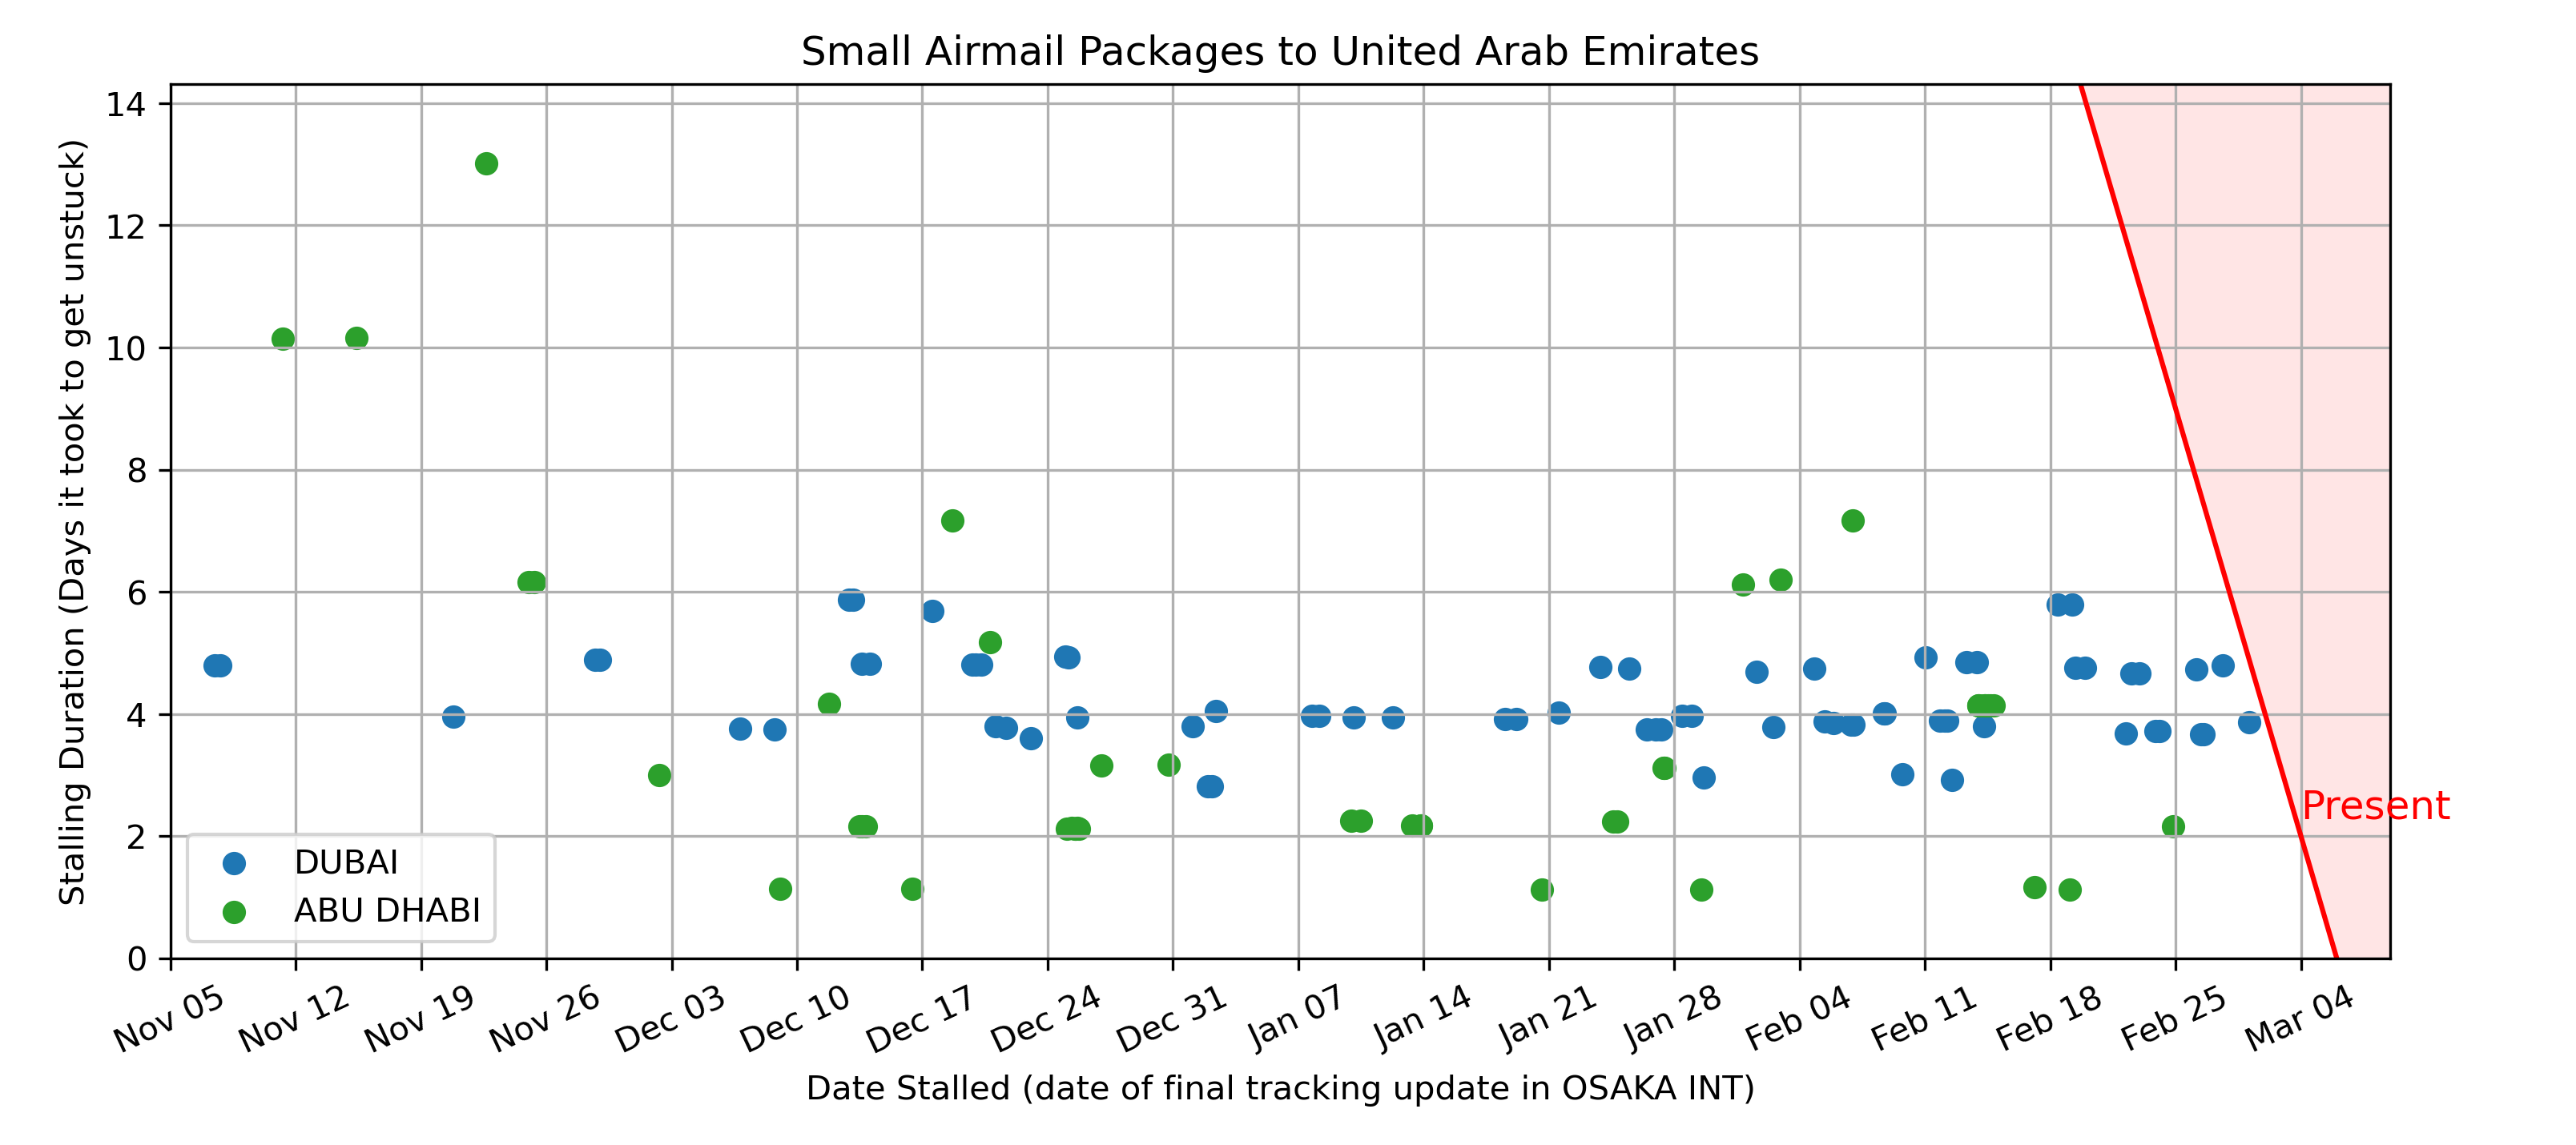 Small Airmail Packages to United Arab Emirates
Stalling Duration (Days it took to get unstuck)
14
12
10
8
6
4
2
0
Present
DUBAI
ABU DHABI
Nov 05 Nov 12 Nov 19 Nov 26 Dec 03 Dec 10 Dec 17 Dec 24 Dec 31 Jan 07 Jan 14 Jan 21 Jan 28 Feb 04 Feb 11 Feb 18 Feb 25 Mar 04
Date Stalled (date of final tracking update in OSAKA INT)